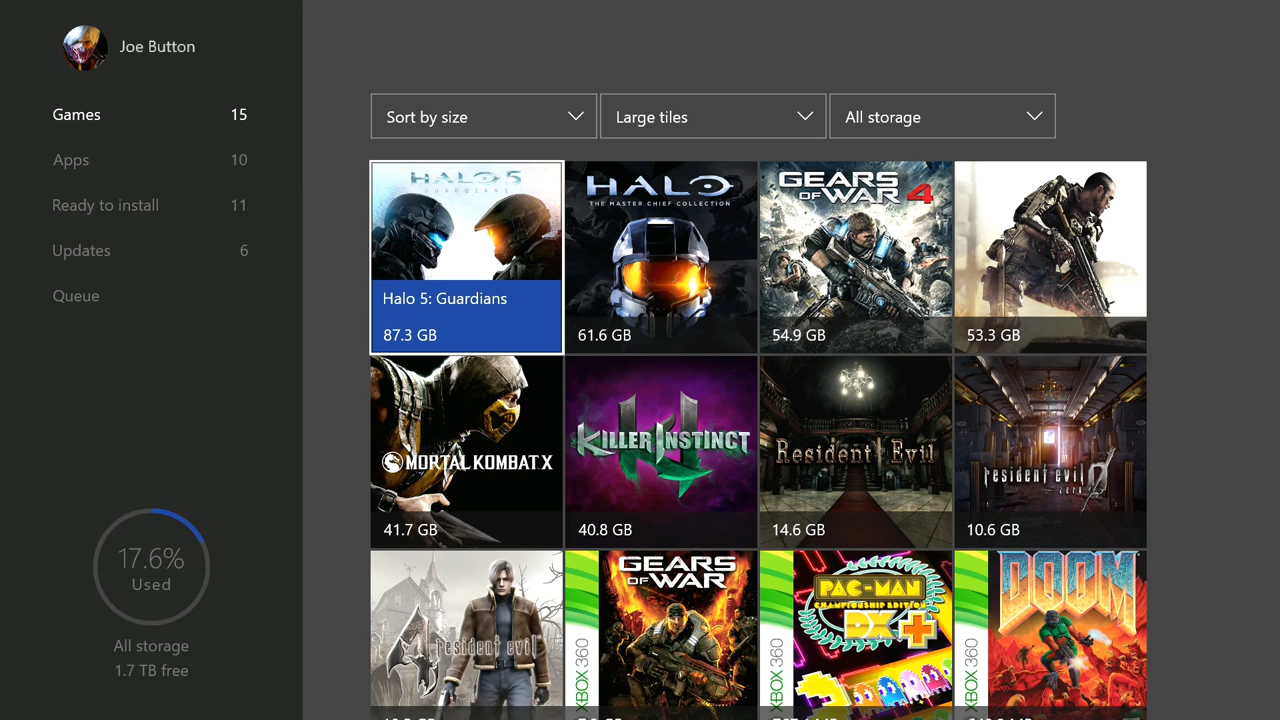 Joe Button
Games 15
Apps 10
Ready to install 11
Updates 6
Queue
17.6%
Used
All storage
1.7 TB free
Sort by size
Large tiles
All storage
HALO 5
GUARDIANS
Halo 5: Guardians
87.3 GB
HALO
THE MASTER CHIEF COLLECTION
61.6 GB
GEARS
OF WAR 4
54.9 GB
53.3 GB
MORTAL KOMBAT X
41.7 GB
KILLER INSTINCT
40.8 GB
Resident Evil
14.6 GB
resident evil 0
zero
10.6 GB
resident evil 4
XBOX 360
GEARS
OF WAR
XBOX 360
PAC-MAN
CHAMPIONSHIP EDITION
DX+
XBOX 360
DOOM